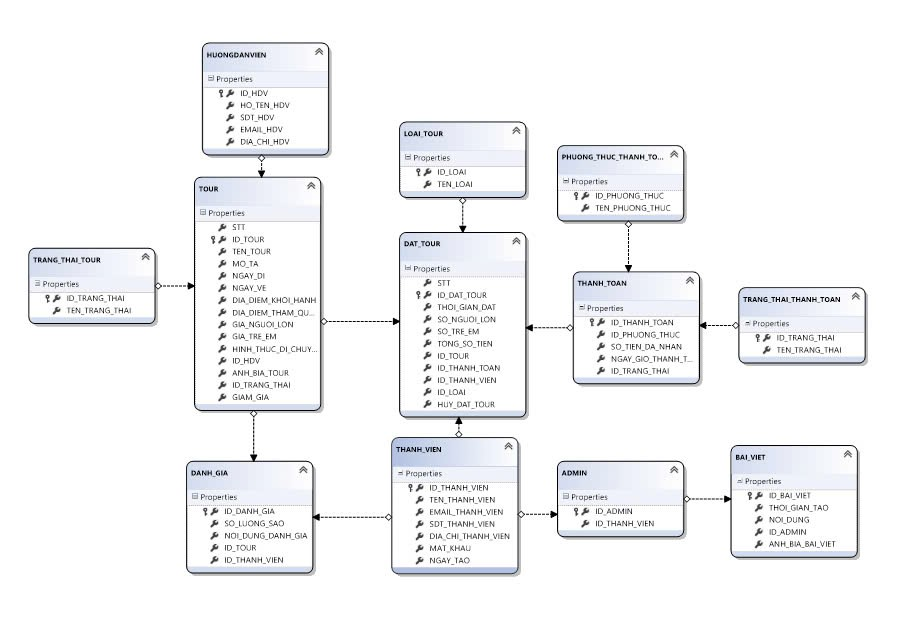 HUONGDANVIEN
Properties
ID_HDV
HO_TEN_HDV
SDT_HDV
EMAIL_HDV
DIA_CHI_HDV
LOAI_TOUR
Properties
ID_LOAI
TEN_LOAI
PHUONG_THUC_THANH_TO...
Properties
ID_PHUONG_THUC
TEN_PHUONG_THUC
TOUR
Properties
STT
ID_TOUR
TEN_TOUR
MO_TA
NGAY_DI
NGAY_VE
DIA_DIEM_KHOI_HANH
DIA_DIEM_THAM_QU...
GIA_NGUOI_LON
GIA_TRE_EM
HINH_THUC_DI_CHUY...
ID_HDV
ANH_BIA_TOUR
ID_TRANG_THAI
GIAM_GIA
TRANG_THAI_TOUR
Properties
ID_TRANG_THAI
TEN_TRANG_THAI
DAT_TOUR
Properties
STT
ID_DAT_TOUR
THOI_GIAN_DAT
SO_NGUOI_LON
SO_TRE_EM
TONG_SO_TIEN
ID_TOUR
ID_THANH_TOAN
ID_THANH_VIEN
ID_LOAI
HUY_DAT_TOUR
THANH_TOAN
Properties
ID_THANH_TOAN
ID_PHUONG_THUC
SO_TIEN_DA_NHAN
NGAY_GIO_THANH_T...
ID_TRANG_THAI
TRANG_THAI_THANH_TOAN
Properties
ID_TRANG_THAI
TEN_TRANG_THAI
DANH_GIA
Properties
ID_DANH_GIA
SO_LUONG_SAO
NOI_DUNG_DANH_GIA
ID_TOUR
ID_THANH_VIEN
THANH_VIEN
Properties
ID_THANH_VIEN
TEN_THANH_VIEN
EMAIL_THANH_VIEN
SDT_THANH_VIEN
DIA_CHI_THANH_VIEN
MAT_KHAU
NGAY_TAO
ADMIN
Properties
ID_ADMIN
ID_THANH_VIEN
BAI_VIET
Properties
ID_BAI_VIET
THOI_GIAN_TAO
NOI_DUNG
ID_ADMIN
ANH_BIA_BAI_VIET